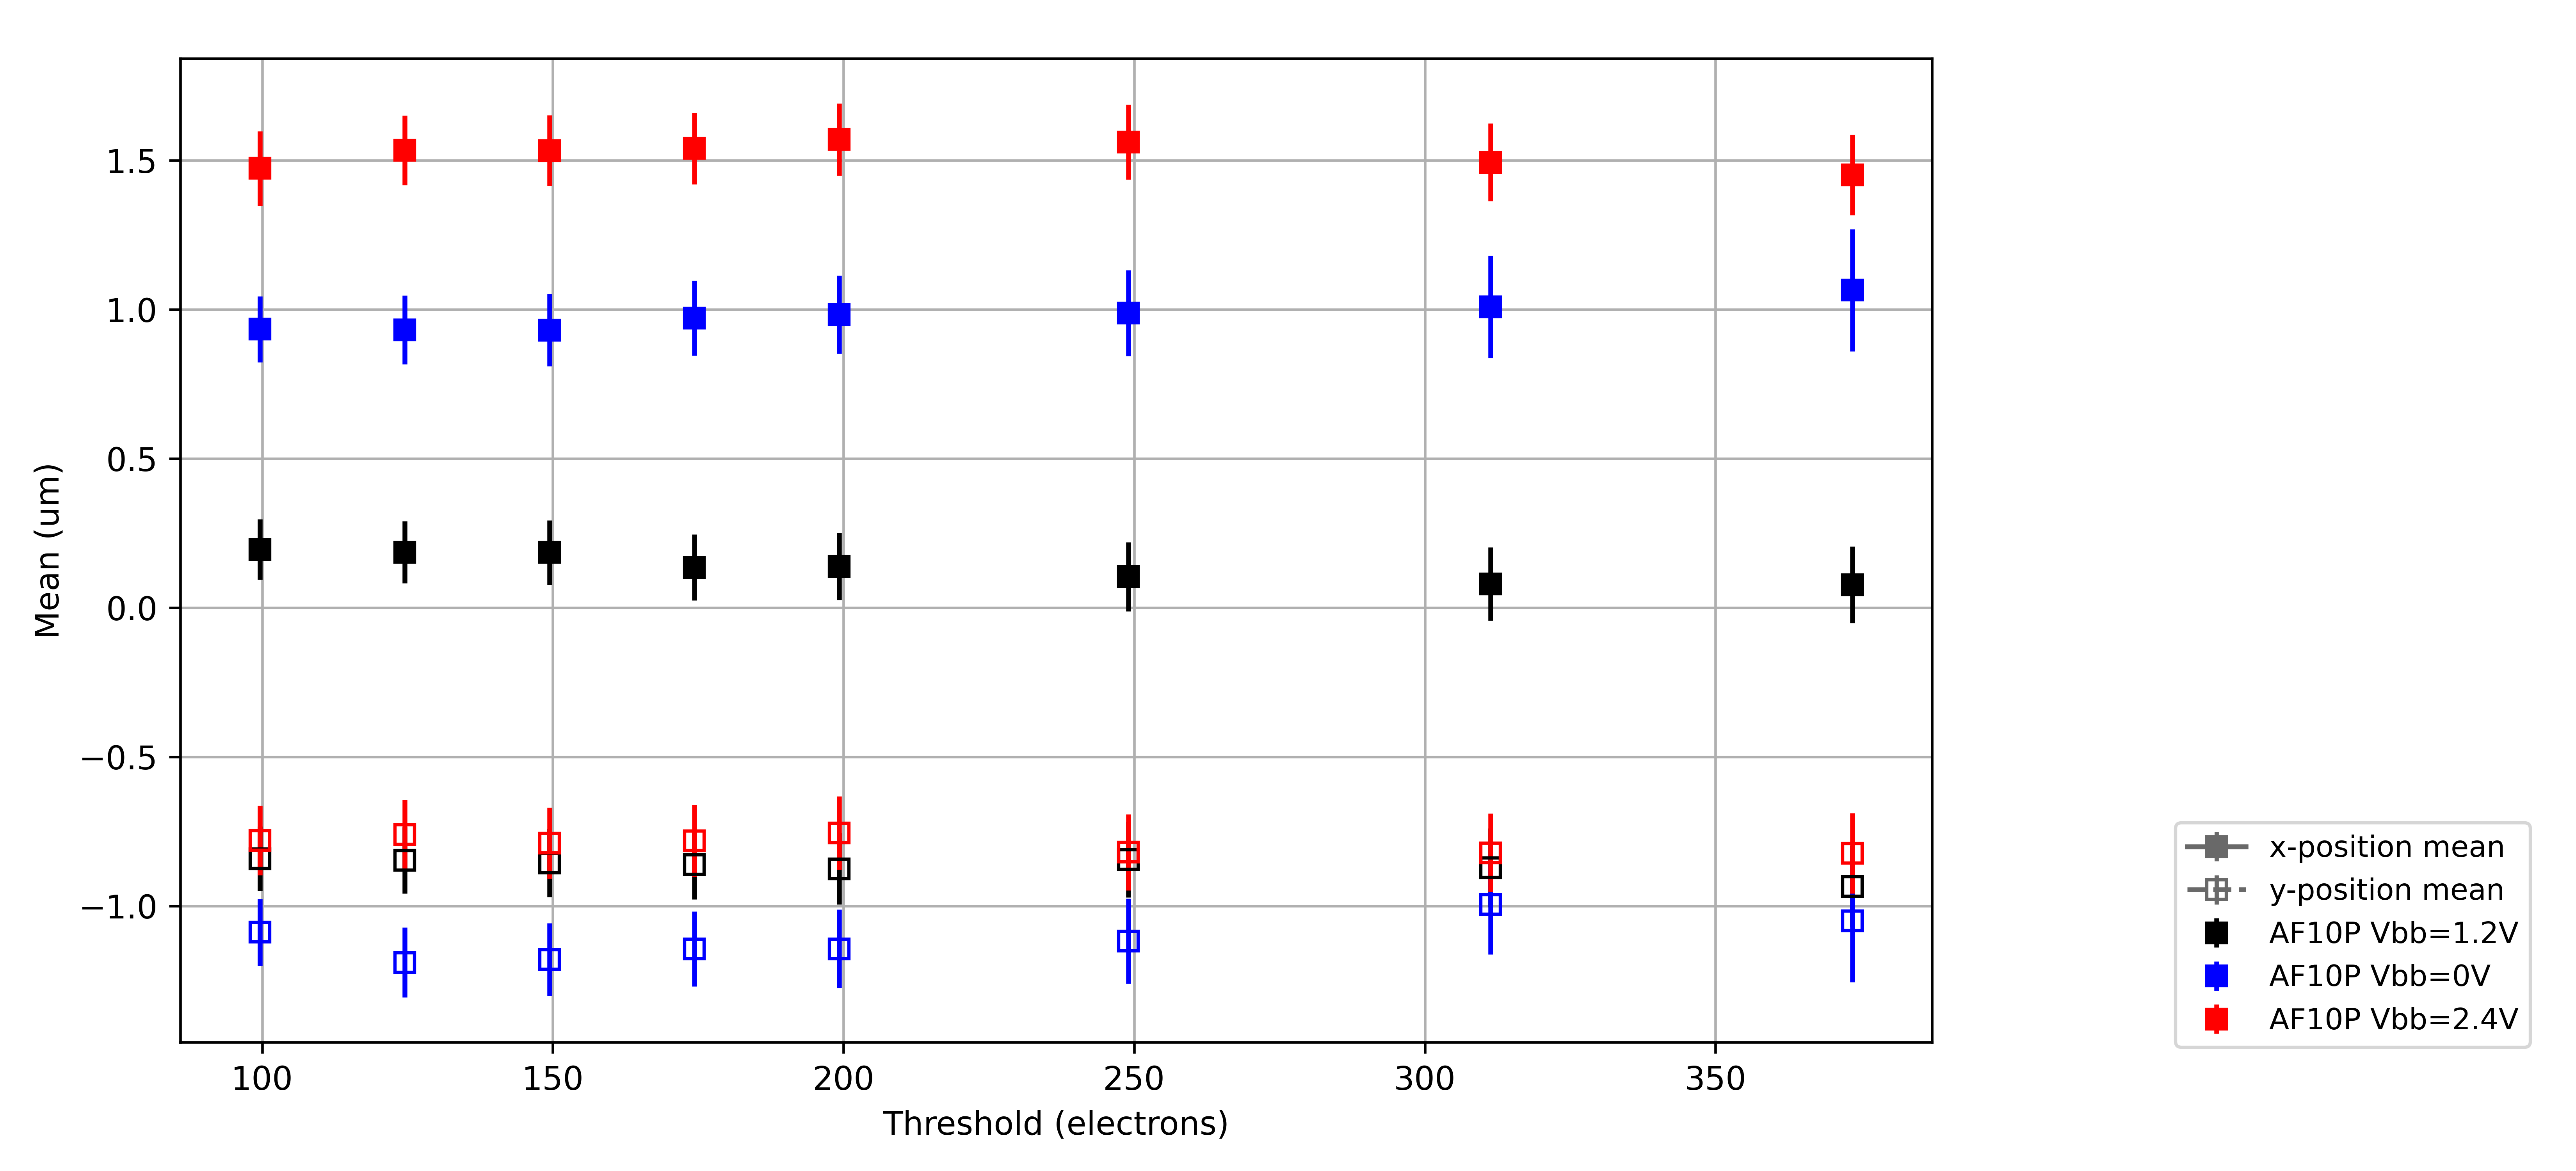 1.5
1.0
0.5
0.0
−0.5
−1.0
Mean (um)
100 150 200 250 300 350
Threshold (electrons)
x-position mean
y-position mean
AF10P Vbb=1.2V
AF10P Vbb=0V
AF10P Vbb=2.4V